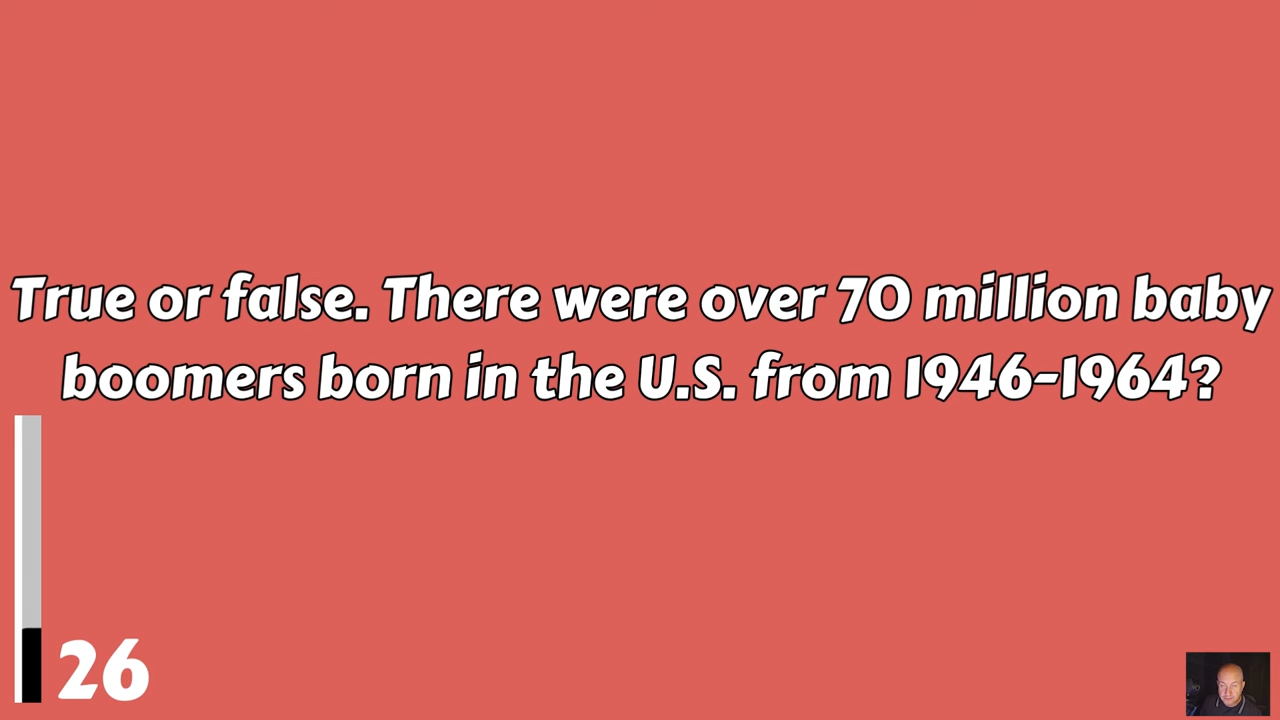 True or false. There were over 70 million baby
boomers born in the U.S. from 1946-1964?
26